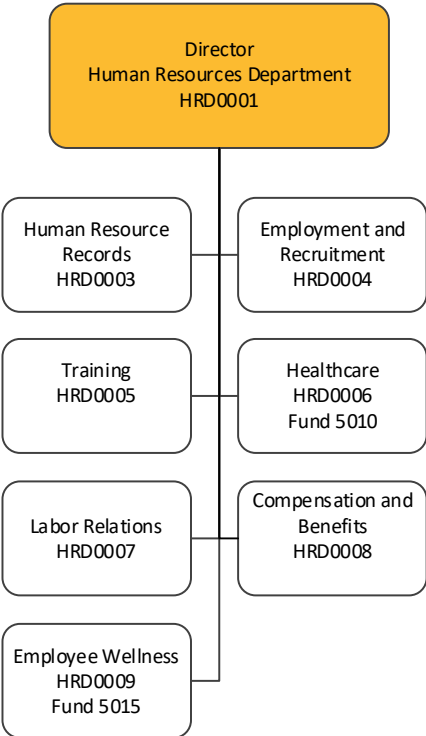 Director
Human Resources Department
HRD0001
Human Resource
Records
HRD0003
Employment and
Recruitment
HRD0004
Training
HRD0005
Healthcare
HRD0006
Fund 5010
Labor Relations
HRD0007
Compensation and
Benefits
HRD0008
Employee Wellness
HRD0009
Fund 5015